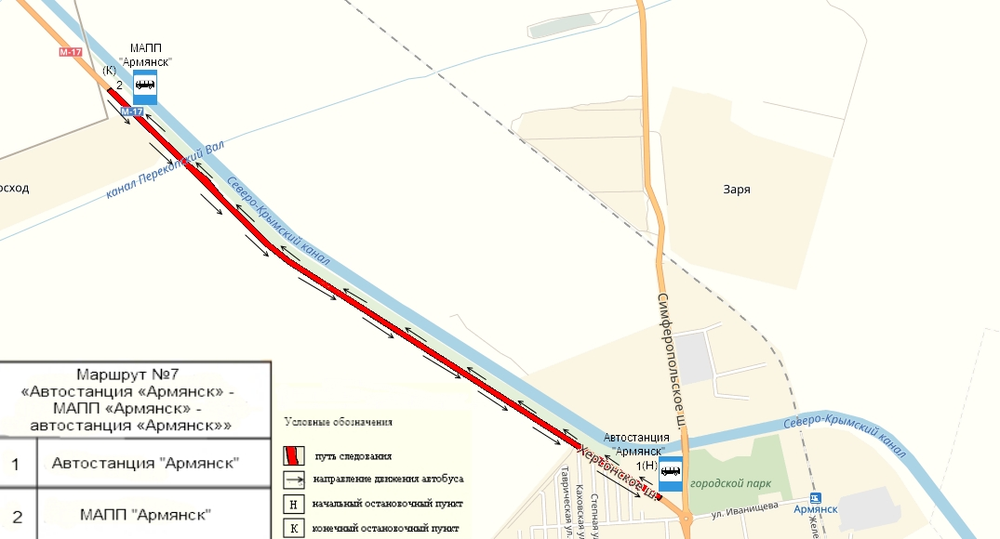 М-17
МАПП
"Армянск"
(К)
2
М-17
канал Перекопский Вал
Северо-Крымский канал
Заря
Симферопольское ш.
Маршрут №7
«Автостанция «Армянск» -
МАПП «Армянск» -
автостанция «Армянск»»
1
Автостанция "Армянск"
2
МАПП "Армянск"
Условные обозначения
путь следования
направление движения автобуса
Н
начальный остановочный пункт
К
конечный остановочный пункт
Автостанция
"Армянск"
1(Н)
Херсонское ш.
Таврическая ул.
Каховская ул.
Степная ул.
городской парк
ул. Иванищева
Северо-Крымский канал
Армянск